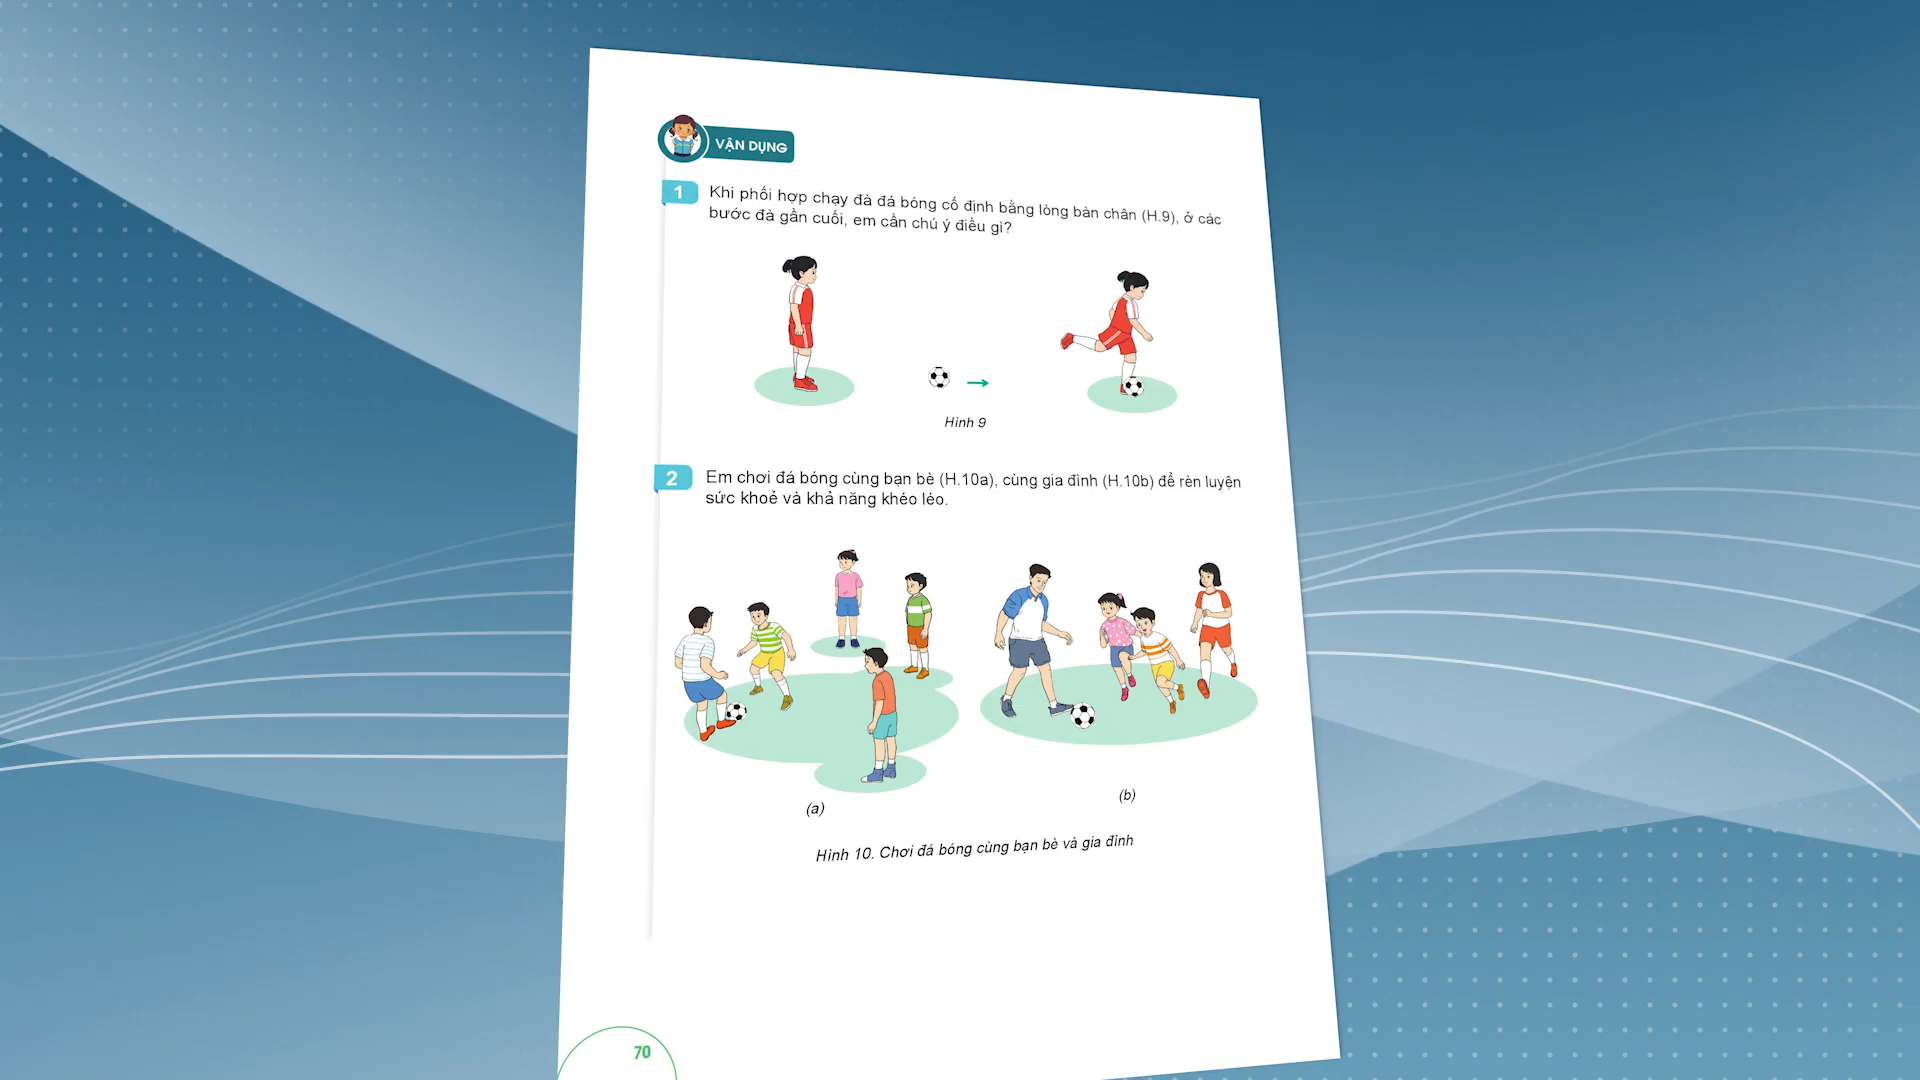 VẬN DỤNG
1
Khi phối hợp chạy đà đá bóng cố định bằng lòng bàn chân (H.9), ở các
bước đà gần cuối, em cần chú ý điều gì?
Hình 9
2
Em chơi đá bóng cùng bạn bè (H.10a), cùng gia đình (H.10b) để rèn luyện
sức khoẻ và khả năng khéo léo.
(a)
(b)
Hình 10. Chơi đá bóng cùng bạn bè và gia đình
70